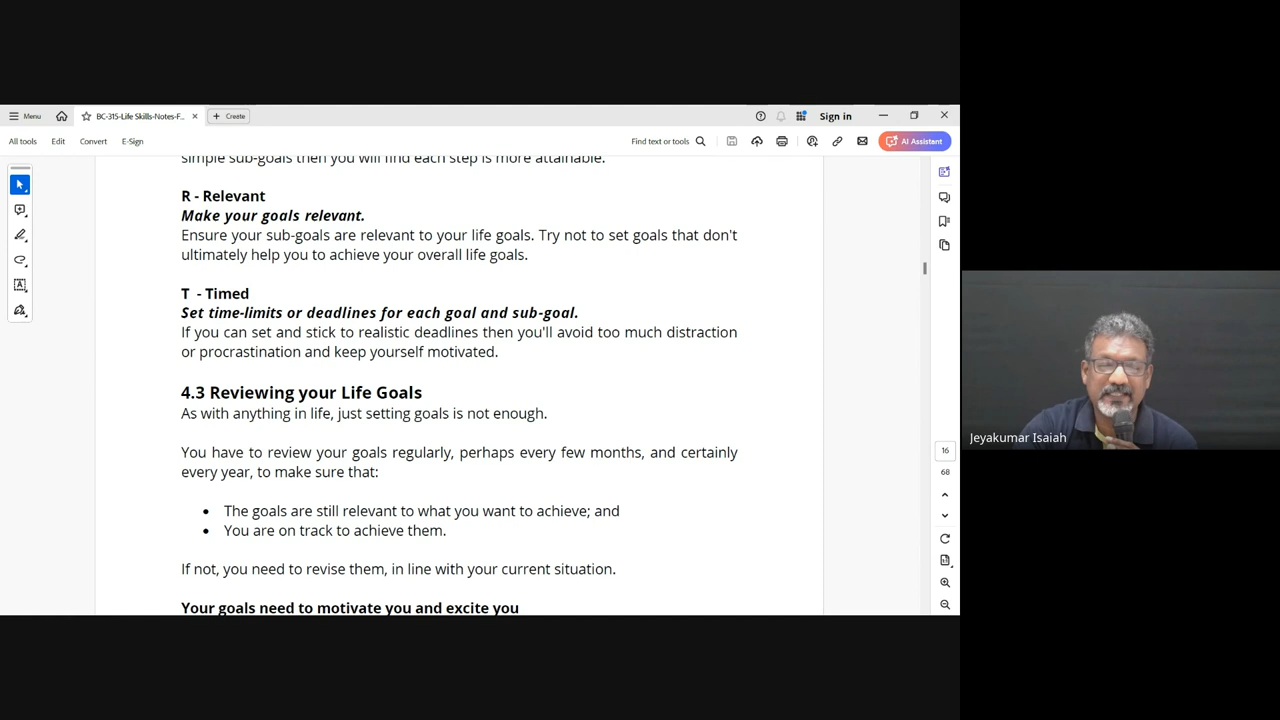 Menu
BC-315-Life Skills-Notes-F...
Create
Sign in
All tools
Edit
Convert
E-Sign
Find text or tools
AI Assistant
simple sub-goals then you will find each step is more attainable.
R - Relevant
Make your goals relevant.
Ensure your sub-goals are relevant to your life goals. Try not to set goals that don't
ultimately help you to achieve your overall life goals.
T - Timed
Set time-limits or deadlines for each goal and sub-goal.
If you can set and stick to realistic deadlines then you'll avoid too much distraction
or procrastination and keep yourself motivated.
4.3 Reviewing your Life Goals
As with anything in life, just setting goals is not enough.
You have to review your goals regularly, perhaps every few months, and certainly
every year, to make sure that:
• The goals are still relevant to what you want to achieve; and
• You are on track to achieve them.
If not, you need to revise them, in line with your current situation.
Your goals need to motivate you and excite you
16
68
Jeyakumar Isaiah